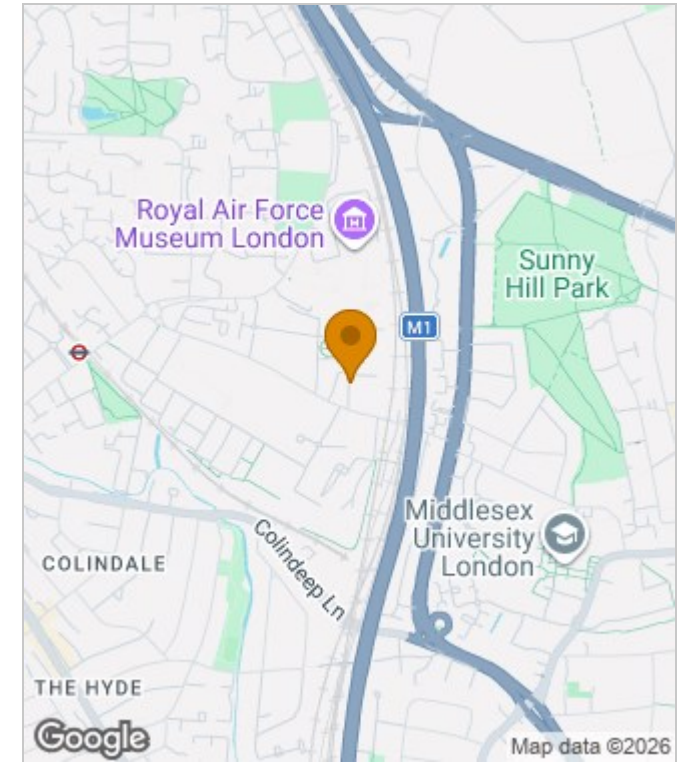 Royal Air Force
Museum London
Sunny
Hill Park
M1
Middlesex
University
London
Colindeep Ln
COLINDALE
THE HYDE
Google
Map data ©2026